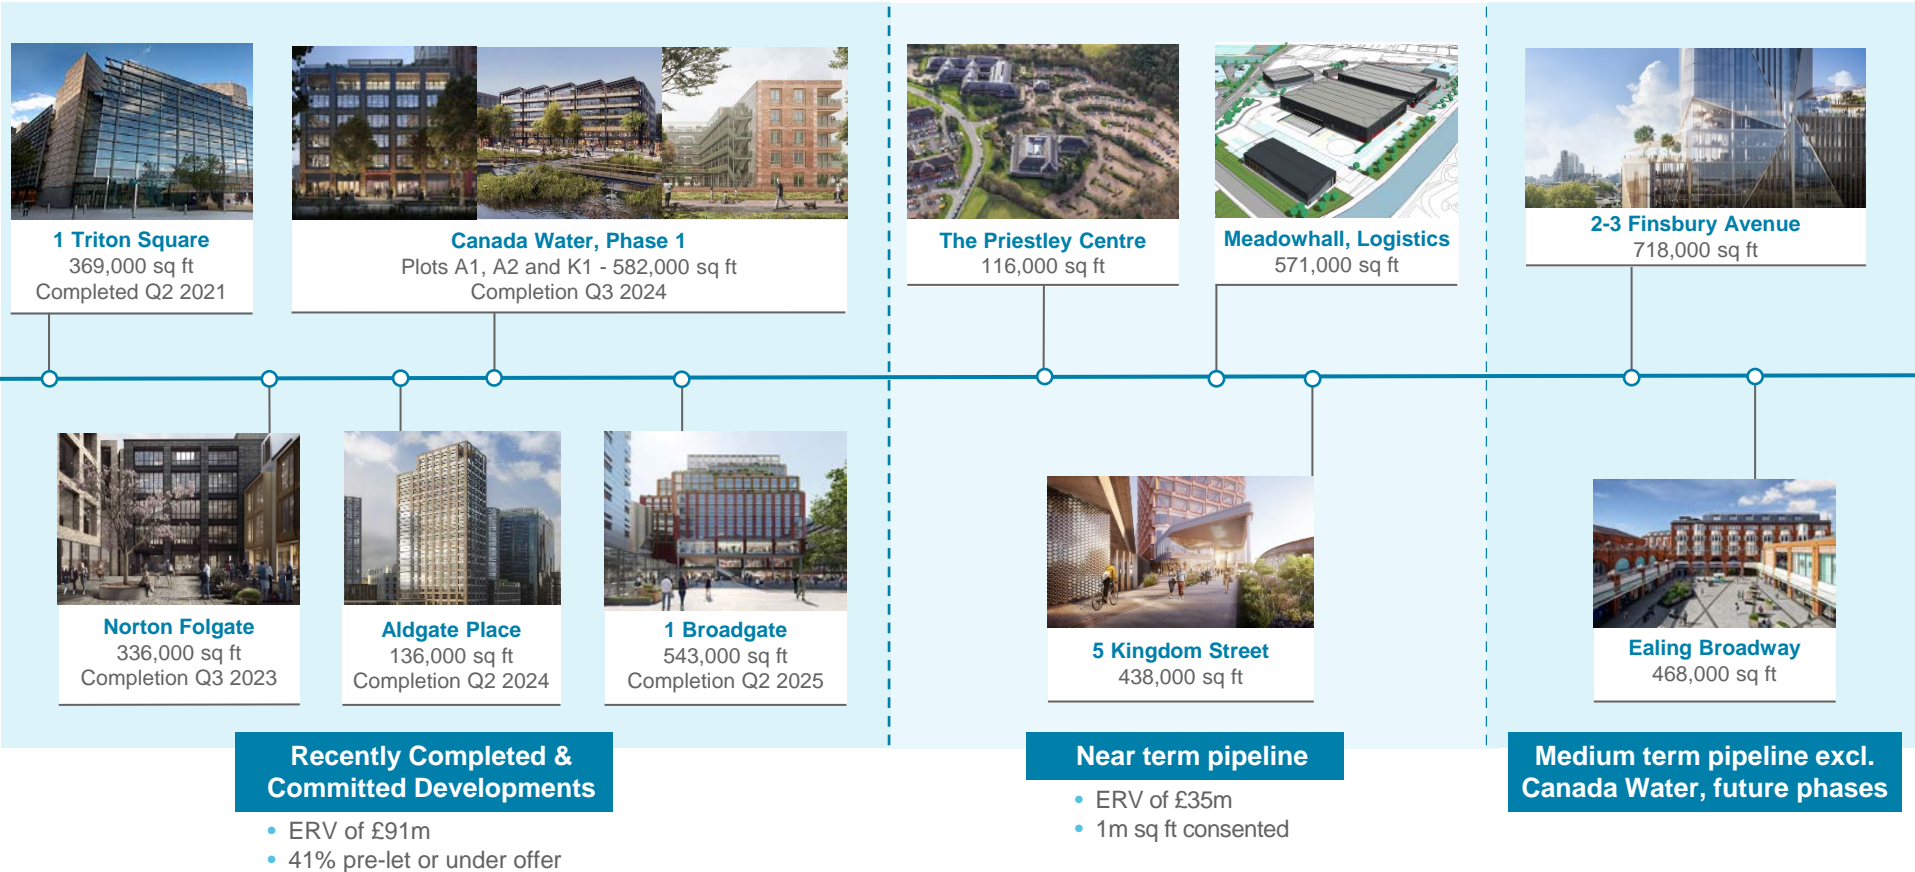 1 Triton Square
369,000 sq ft
Completed Q2 2021
Canada Water, Phase 1
Plots A1, A2 and K1 - 582,000 sq ft
Completion Q3 2024
The Priestley Centre
116,000 sq ft
Meadowhall, Logistics
571,000 sq ft
2-3 Finsbury Avenue
718,000 sq ft
Norton Folgate
336,000 sq ft
Completion Q3 2023
Aldgate Place
136,000 sq ft
Completion Q2 2024
1 Broadgate
543,000 sq ft
Completion Q2 2025
5 Kingdom Street
438,000 sq ft
Ealing Broadway
468,000 sq ft
Recently Completed &
Committed Developments
• ERV of £91m
• 41% pre-let or under offer
Near term pipeline
• ERV of £35m
• 1m sq ft consented
Medium term pipeline excl.
Canada Water, future phases